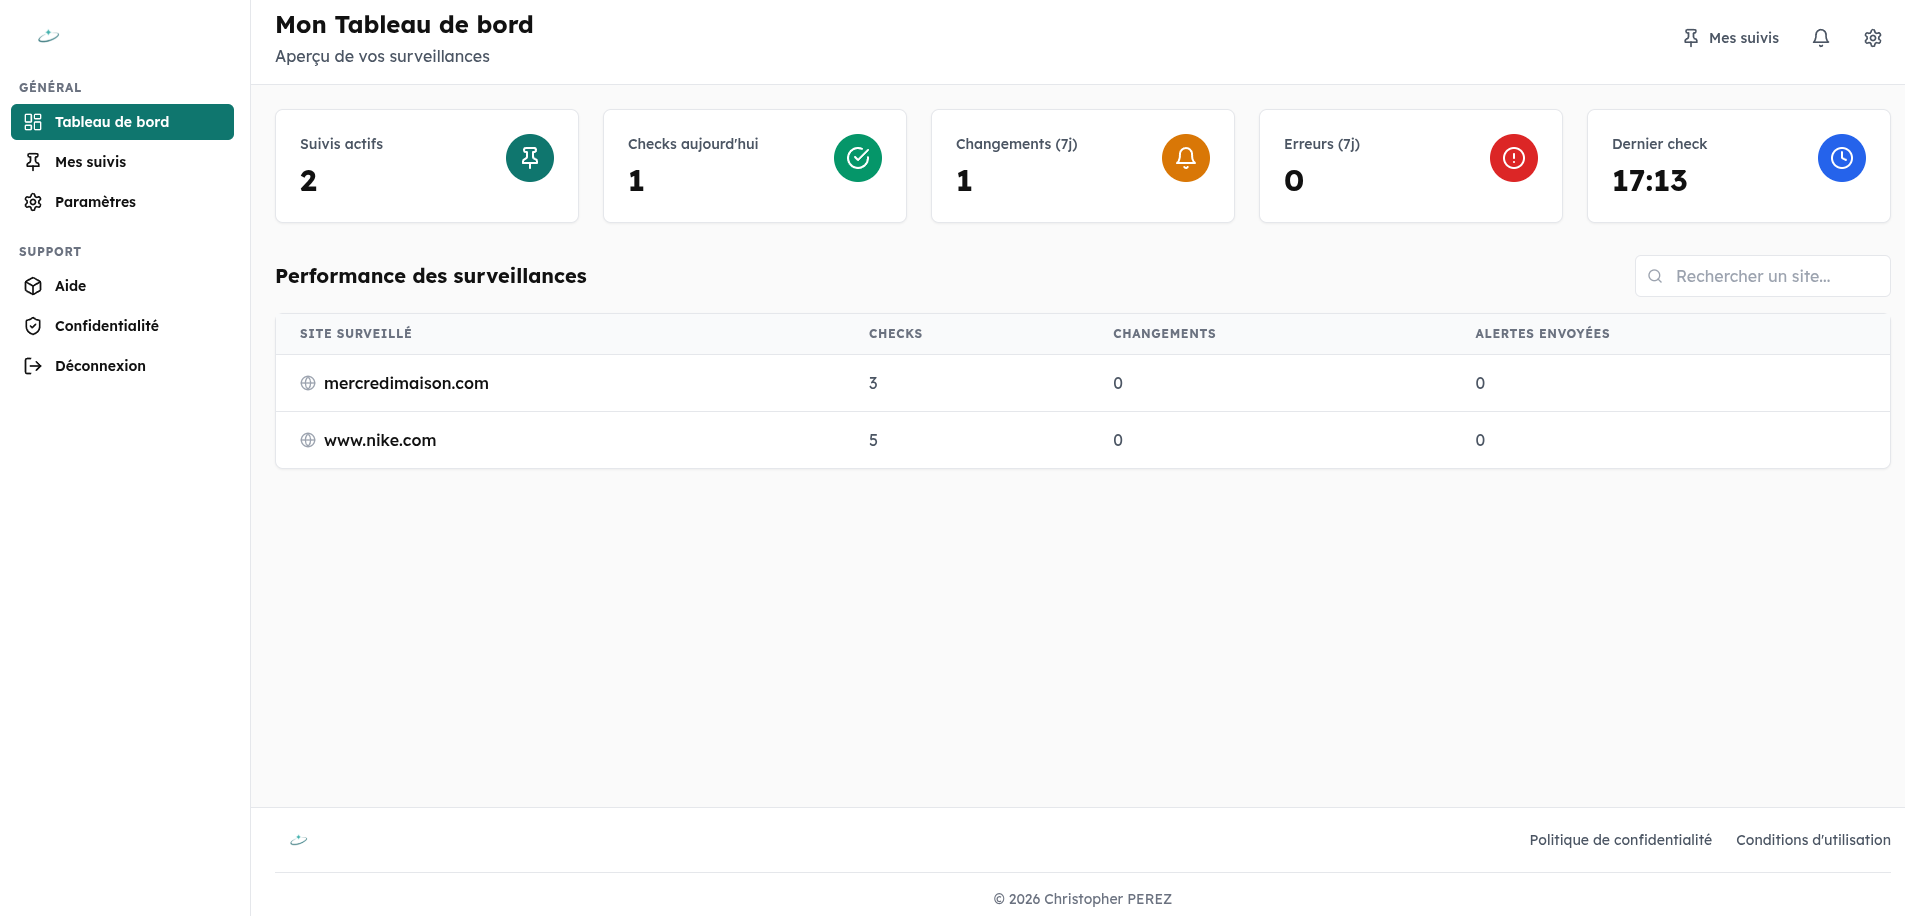 Mon Tableau de bord
Aperçu de vos surveillances
Mes suivis
GÉNÉRAL
Tableau de bord
Mes suivis
Paramètres
SUPPORT
Aide
Confidentialité
Déconnexion
Suivis actifs
2
Checks aujourd'hui
1
Changements (7j)
1
Erreurs (7j)
0
Dernier check
17:13
Performance des surveillances
Rechercher un site...
SITE SURVEILLÉ CHECKS CHANGEMENTS ALERTES ENVOYÉES
mercredimaison.com 3 0 0
www.nike.com 5 0 0
Politique de confidentialité Conditions d'utilisation
© 2026 Christopher PEREZ